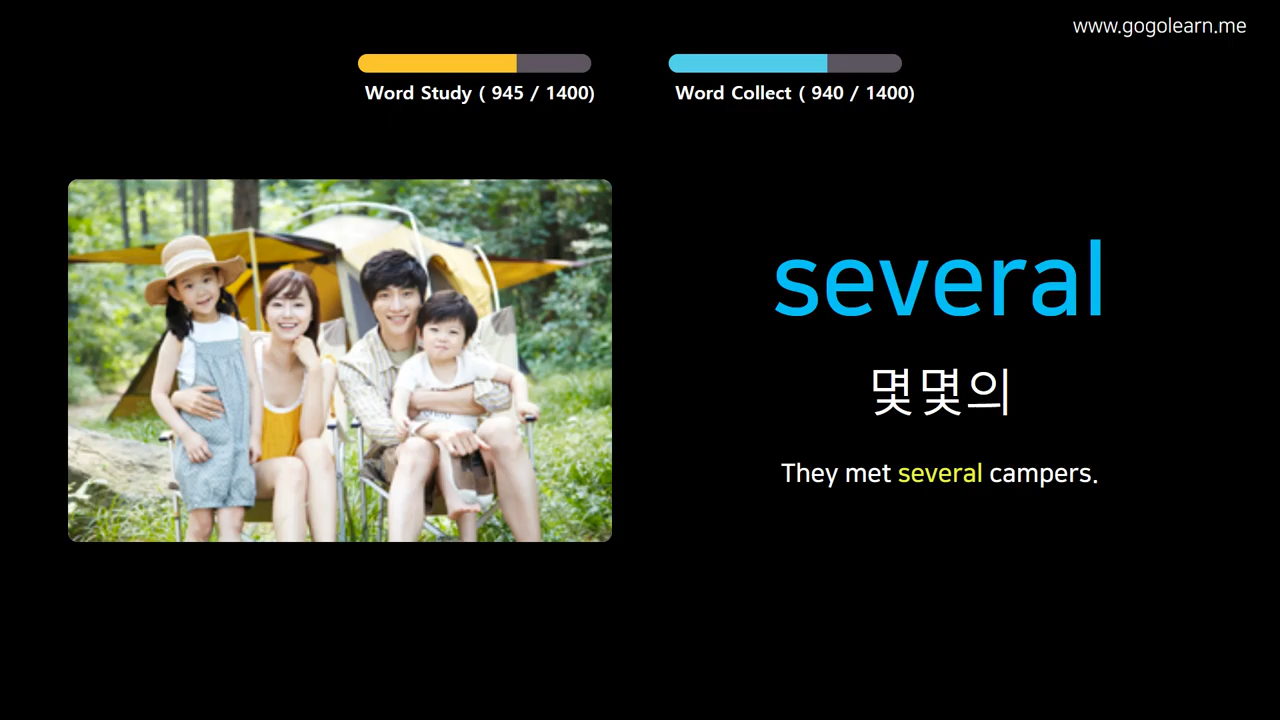 www.gogolearn.me
Word Study ( 945 / 1400)
Word Collect ( 940 / 1400)
several
몇몇의
They met several campers.